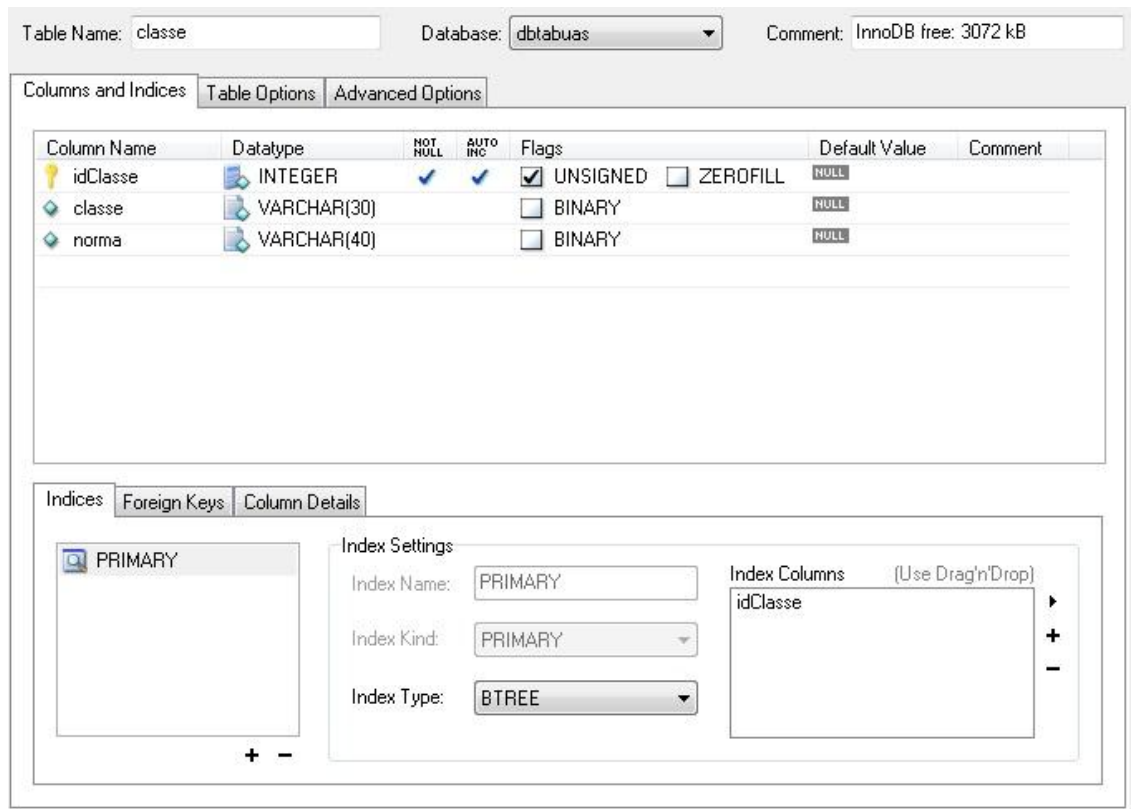 Table Name: classe Database: dbtabuas Comment: InnoDB free: 3072 kB
Columns and Indices Table Options Advanced Options
Column Name Datatype NOT NULL AUTO INC Flags Default Value Comment
idClasse INTEGER UNSIGNED ZEROFILL NULL
classe VARCHAR(30) BINARY NULL
norma VARCHAR(40) BINARY NULL
Indices Foreign Keys Column Details
PRIMARY
Index Settings
Index Name: PRIMARY
Index Kind: PRIMARY
Index Type: BTREE
Index Columns (Use Drag'n'Drop)
idClasse